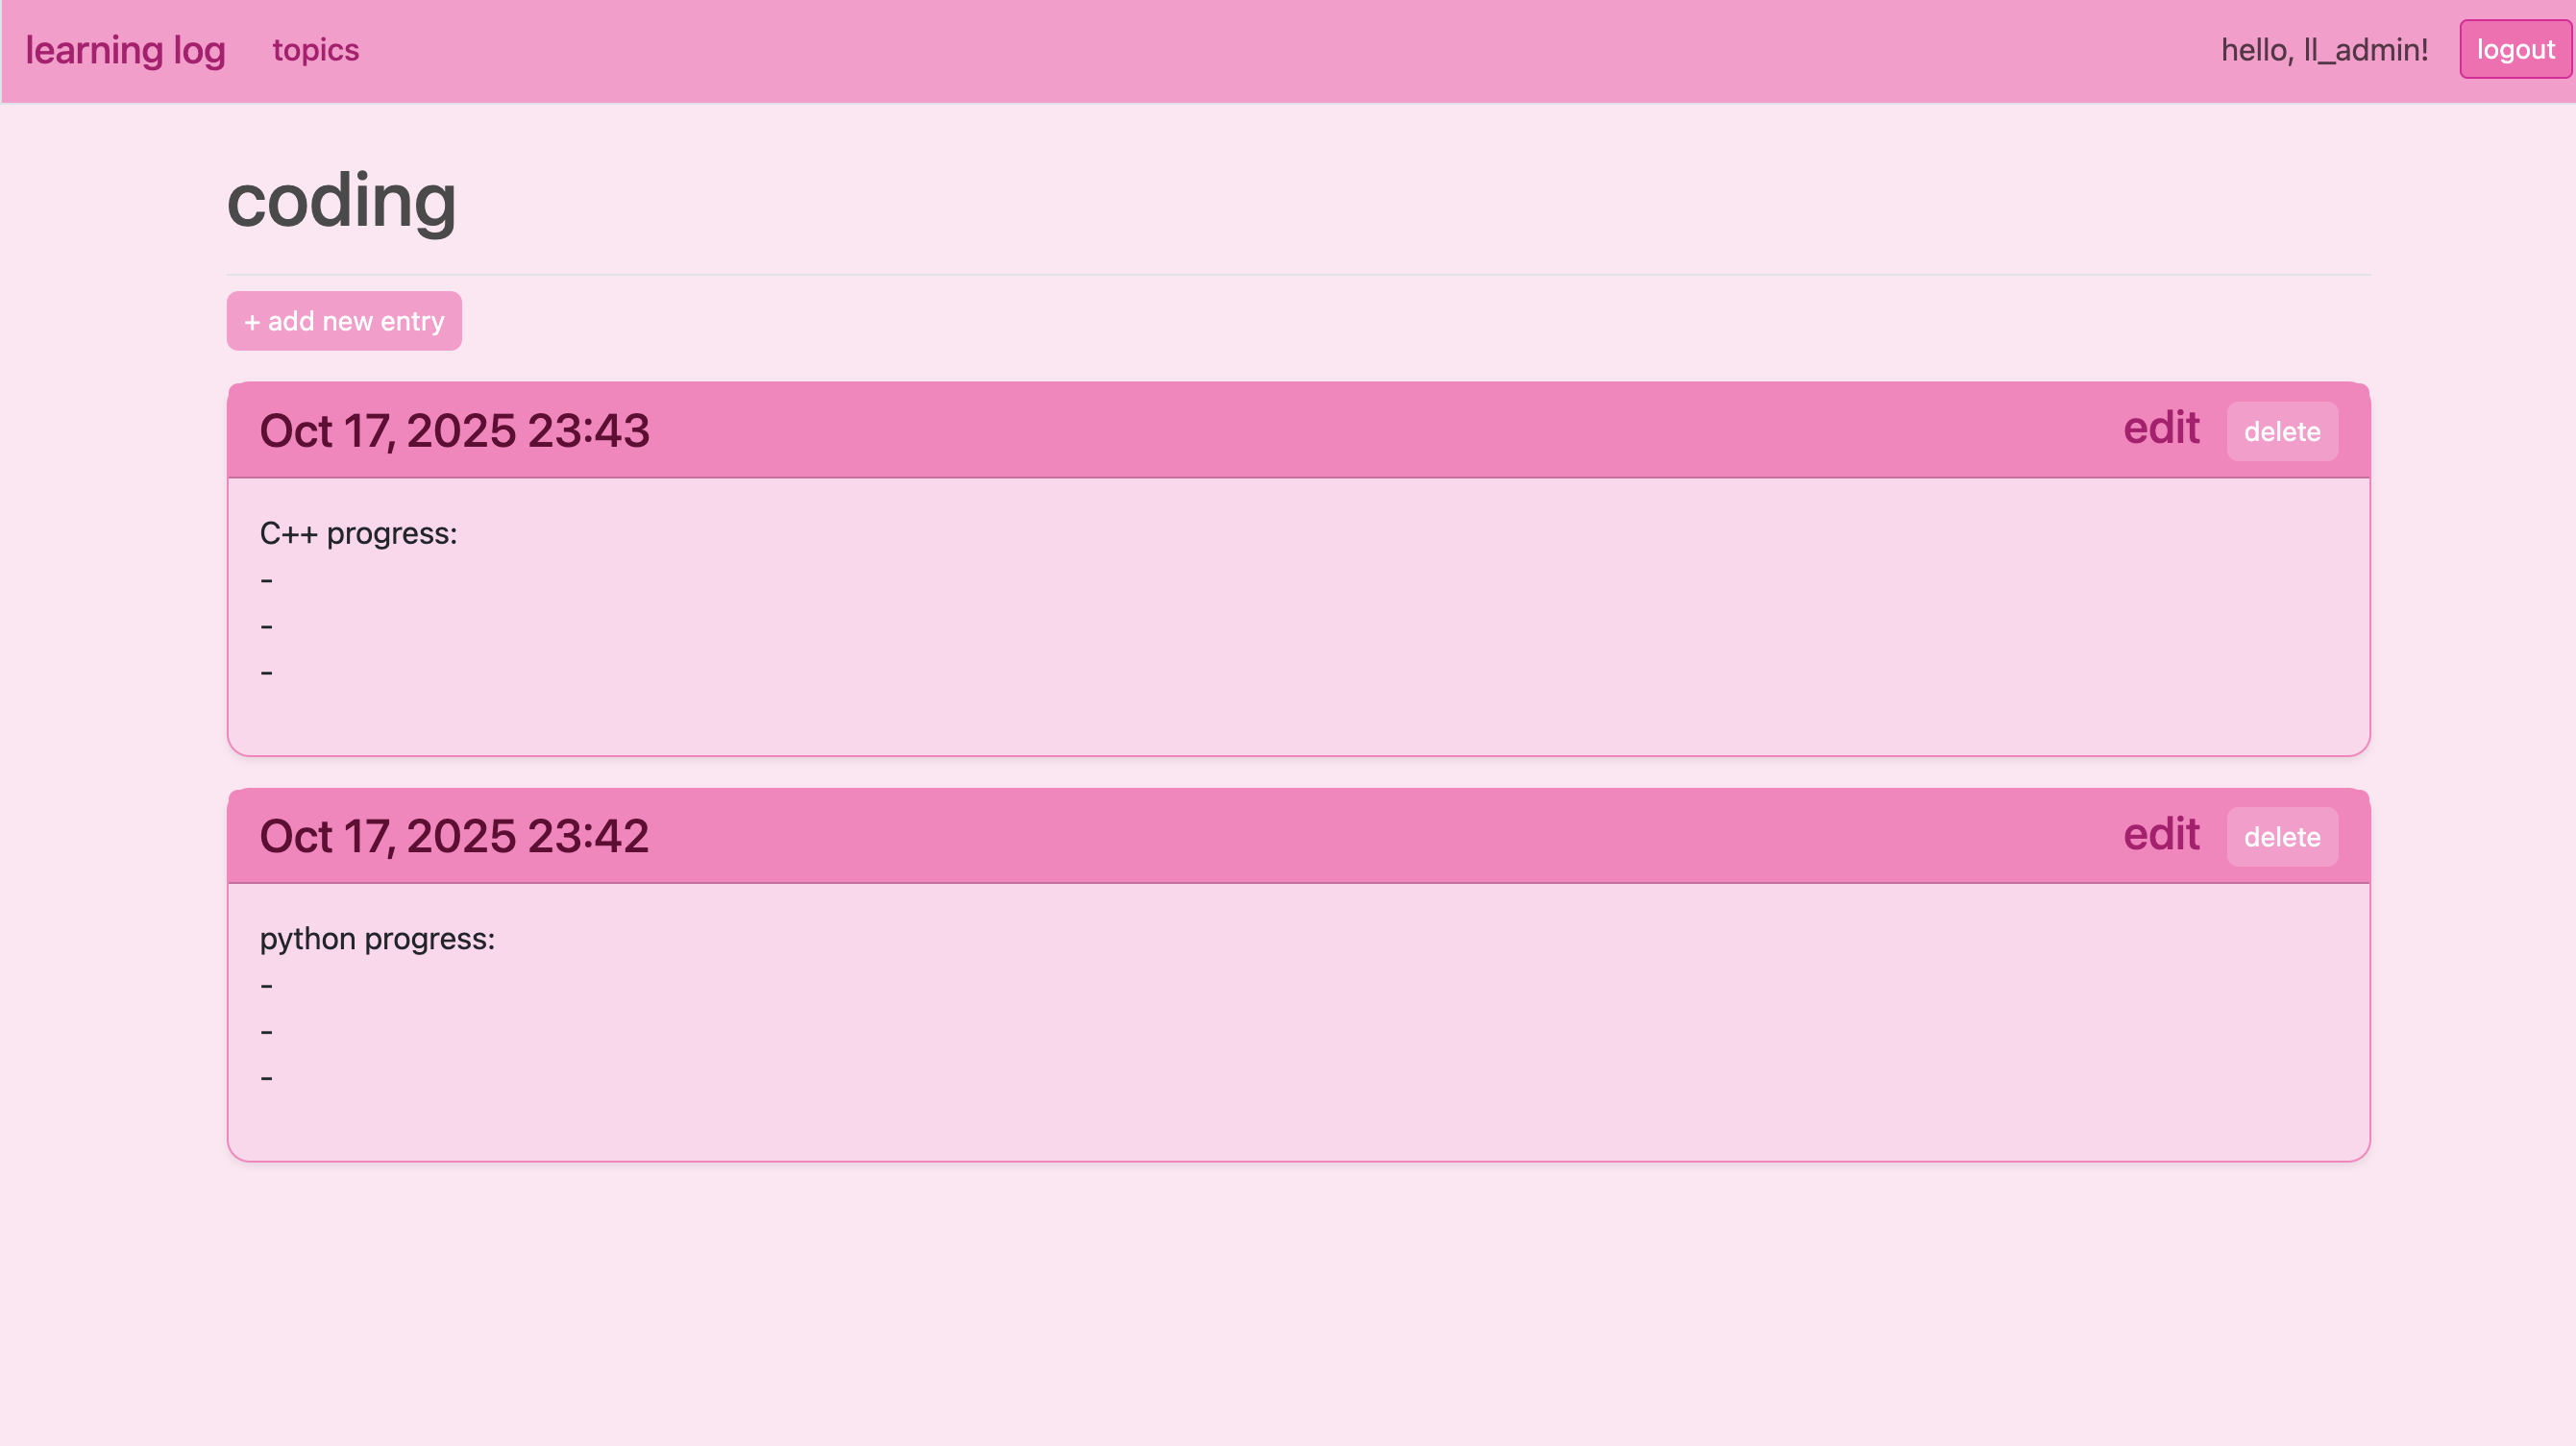 learning log topics hello, ll_admin! logout
coding
+ add new entry
Oct 17, 2025 23:43 edit delete
C++ progress:
-
-
-
Oct 17, 2025 23:42 edit delete
python progress:
-
-
-